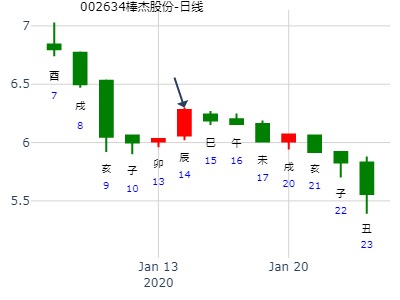 002634棒杰股份-日线
7
6.5
6
5.5
酉
7
戌
8
亥
9
子
10
卯
13
辰
14
巳
15
午
16
未
17
戌
20
亥
21
子
22
丑
23
Jan 13
2020
Jan 20